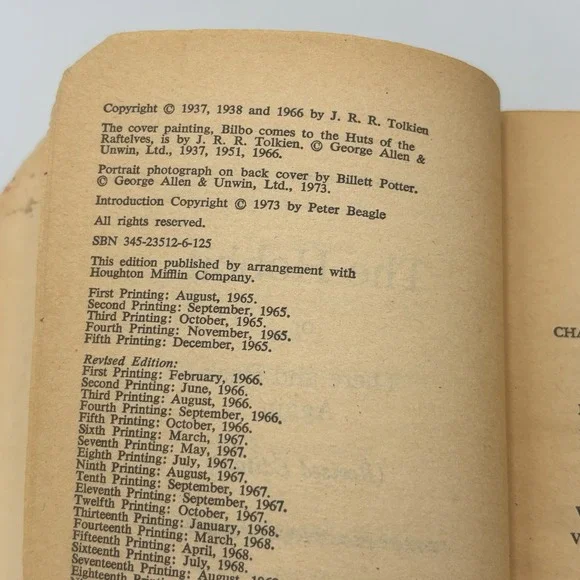 Copyright © 1937, 1938 and 1966 by J. R. R. Tolkien
The cover painting, Bilbo comes to the Huts of the
Raftelves, is by J. R. R. Tolkien. © George Allen &
Unwin, Ltd., 1937, 1951, 1966.
Portrait photograph on back cover by Billett Potter.
© George Allen & Unwin, Ltd., 1973.
Introduction Copyright © 1973 by Peter Beagle
All rights reserved.
SBN 345-23512-6-125
This edition published by arrangement with
Houghton Mifflin Company.
First Printing: August, 1965.
Second Printing: September, 1965.
Third Printing: October, 1965.
Fourth Printing: November, 1965.
Fifth Printing: December, 1965.
Revised Edition:
First Printing: February, 1966.
Second Printing: June, 1966.
Third Printing: August, 1966.
Fourth Printing: September, 1966.
Fifth Printing: October, 1966.
Sixth Printing: March, 1967.
Seventh Printing: May, 1967.
Eighth Printing: July, 1967.
Ninth Printing: August, 1967.
Tenth Printing: September, 1967.
Eleventh Printing: September, 1967.
Twelfth Printing: October, 1967.
Thirteenth Printing: January, 1968.
Fourteenth Printing: March, 1968.
Fifteenth Printing: April, 1968.
Sixteenth Printing: July, 1968.
Seventeenth Printing: August
Eighteenth Printing:
CHA